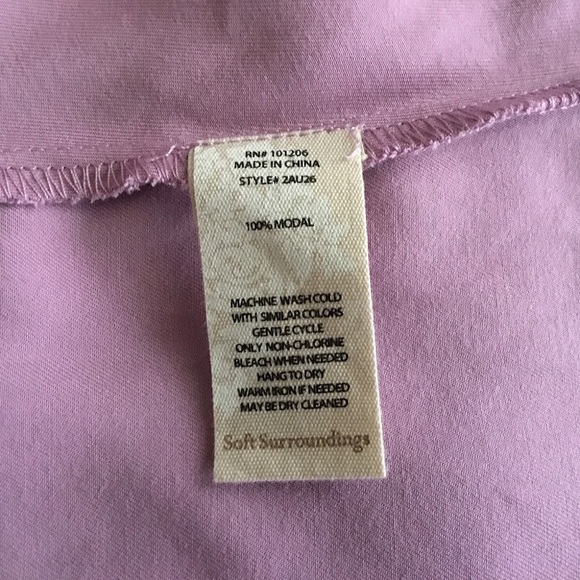 RN# 101206
MADE IN CHINA
STYLE# 2AU26
100% MODAL
MACHINE WASH COLD
WITH SIMILAR COLORS
GENTLE CYCLE
ONLY NON-CHLORINE
BLEACH WHEN NEEDED
HANG TO DRY
WARM IRON IF NEEDED
MAY BE DRY CLEANED
Soft Surroundings